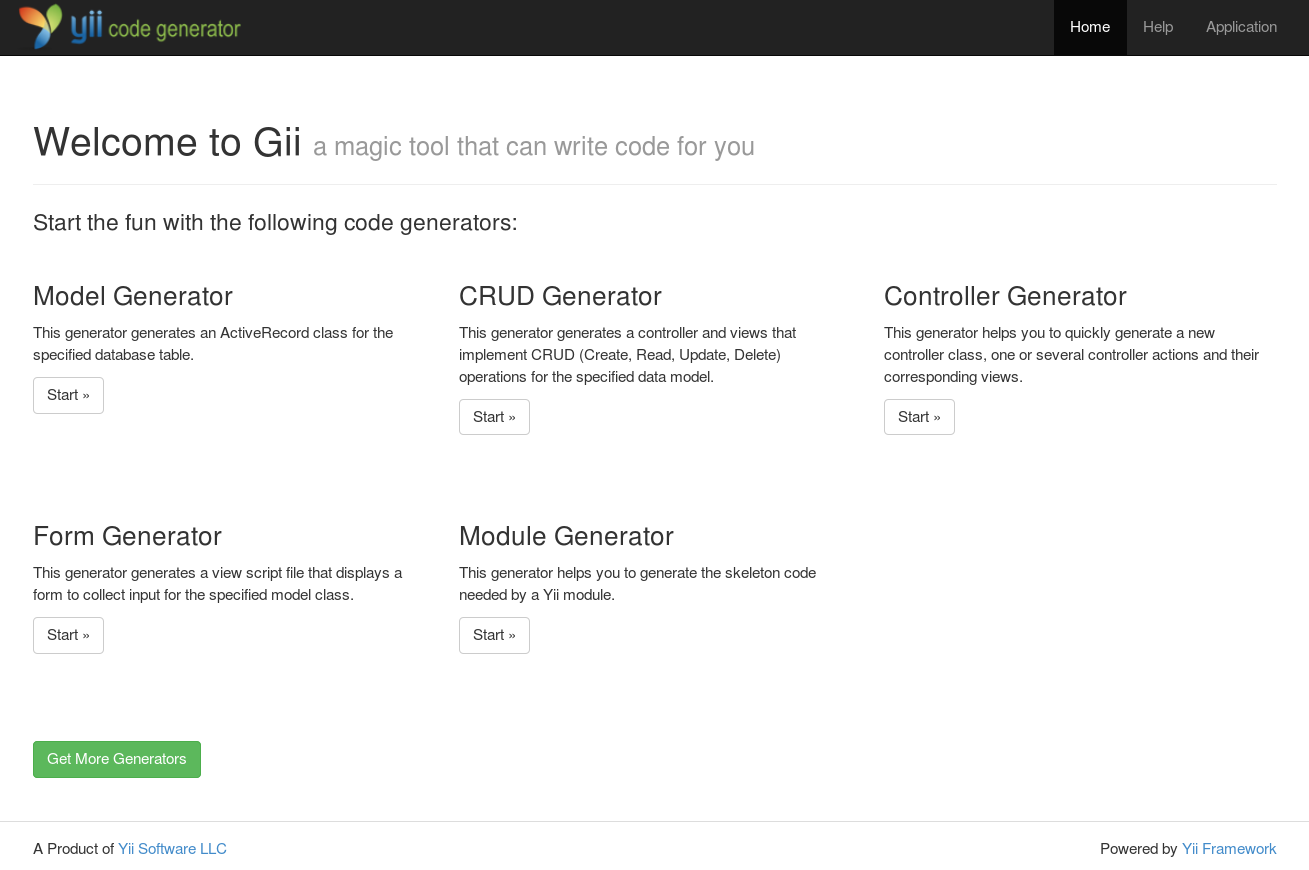 yii code generator
Home Help Application
Welcome to Gii a magic tool that can write code for you
Start the fun with the following code generators:
Model Generator
This generator generates an ActiveRecord class for the
specified database table.
Start »
CRUD Generator
This generator generates a controller and views that
implement CRUD (Create, Read, Update, Delete)
operations for the specified data model.
Start »
Controller Generator
This generator helps you to quickly generate a new
controller class, one or several controller actions and their
corresponding views.
Start »
Form Generator
This generator generates a view script file that displays a
form to collect input for the specified model class.
Start »
Module Generator
This generator helps you to generate the skeleton code
needed by a Yii module.
Start »
Get More Generators
A Product of Yii Software LLC
Powered by Yii Framework